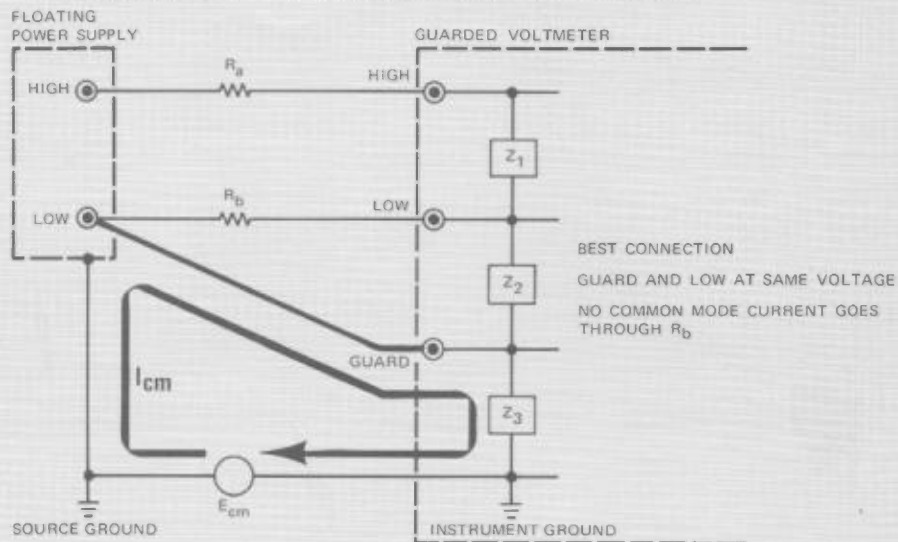 FLOATING
POWER SUPPLY
GUARDED VOLTMETER
HIGH
Ra
HIGH
Z1
LOW
Rb
LOW
Z2
BEST CONNECTION
GUARD AND LOW AT SAME VOLTAGE
NO COMMON MODE CURRENT GOES
THROUGH Rb
GUARD
Icm
Z3
Ecm
SOURCE GROUND
INSTRUMENT GROUND